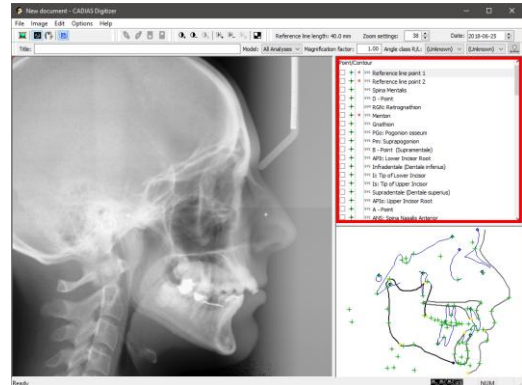 New document - CADIAS Digitizer
File Image Edit Options Help
Reference line length: 40.0 mm Zoom settings: 38 Date: 2018-06-25
Title: Model: All Analyses Magnification factor: 1.00 Angle class R/L: (Unknown) (Unknown)
Point/Contour
Reference line point 1
Reference line point 2
Spina Mentalis
D - Point
RGN: Retrognathion
Menton
Gnathion
PGo: Pogonion osseum
Pm: Suprapogonion
B - Point (Supramentale)
APIi: Lower Incisor Root
Infradentale (Dentale inferius)
Ii: Tip of Lower Incisor
Is: Tip of Upper Incisor
Supradentale (Dentale superius)
APIs: Upper Incisor Root
A - Point
ANS: Spina Nasalis Anterior
Ready NUM